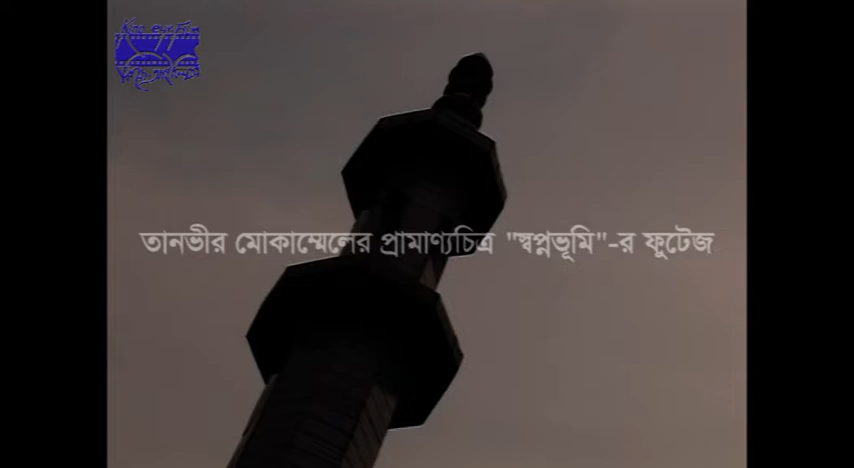 তানভীর মোকাম্মেলের প্রামাণ্যচিত্র "স্বপ্নভূমি"-র ফুটেজ